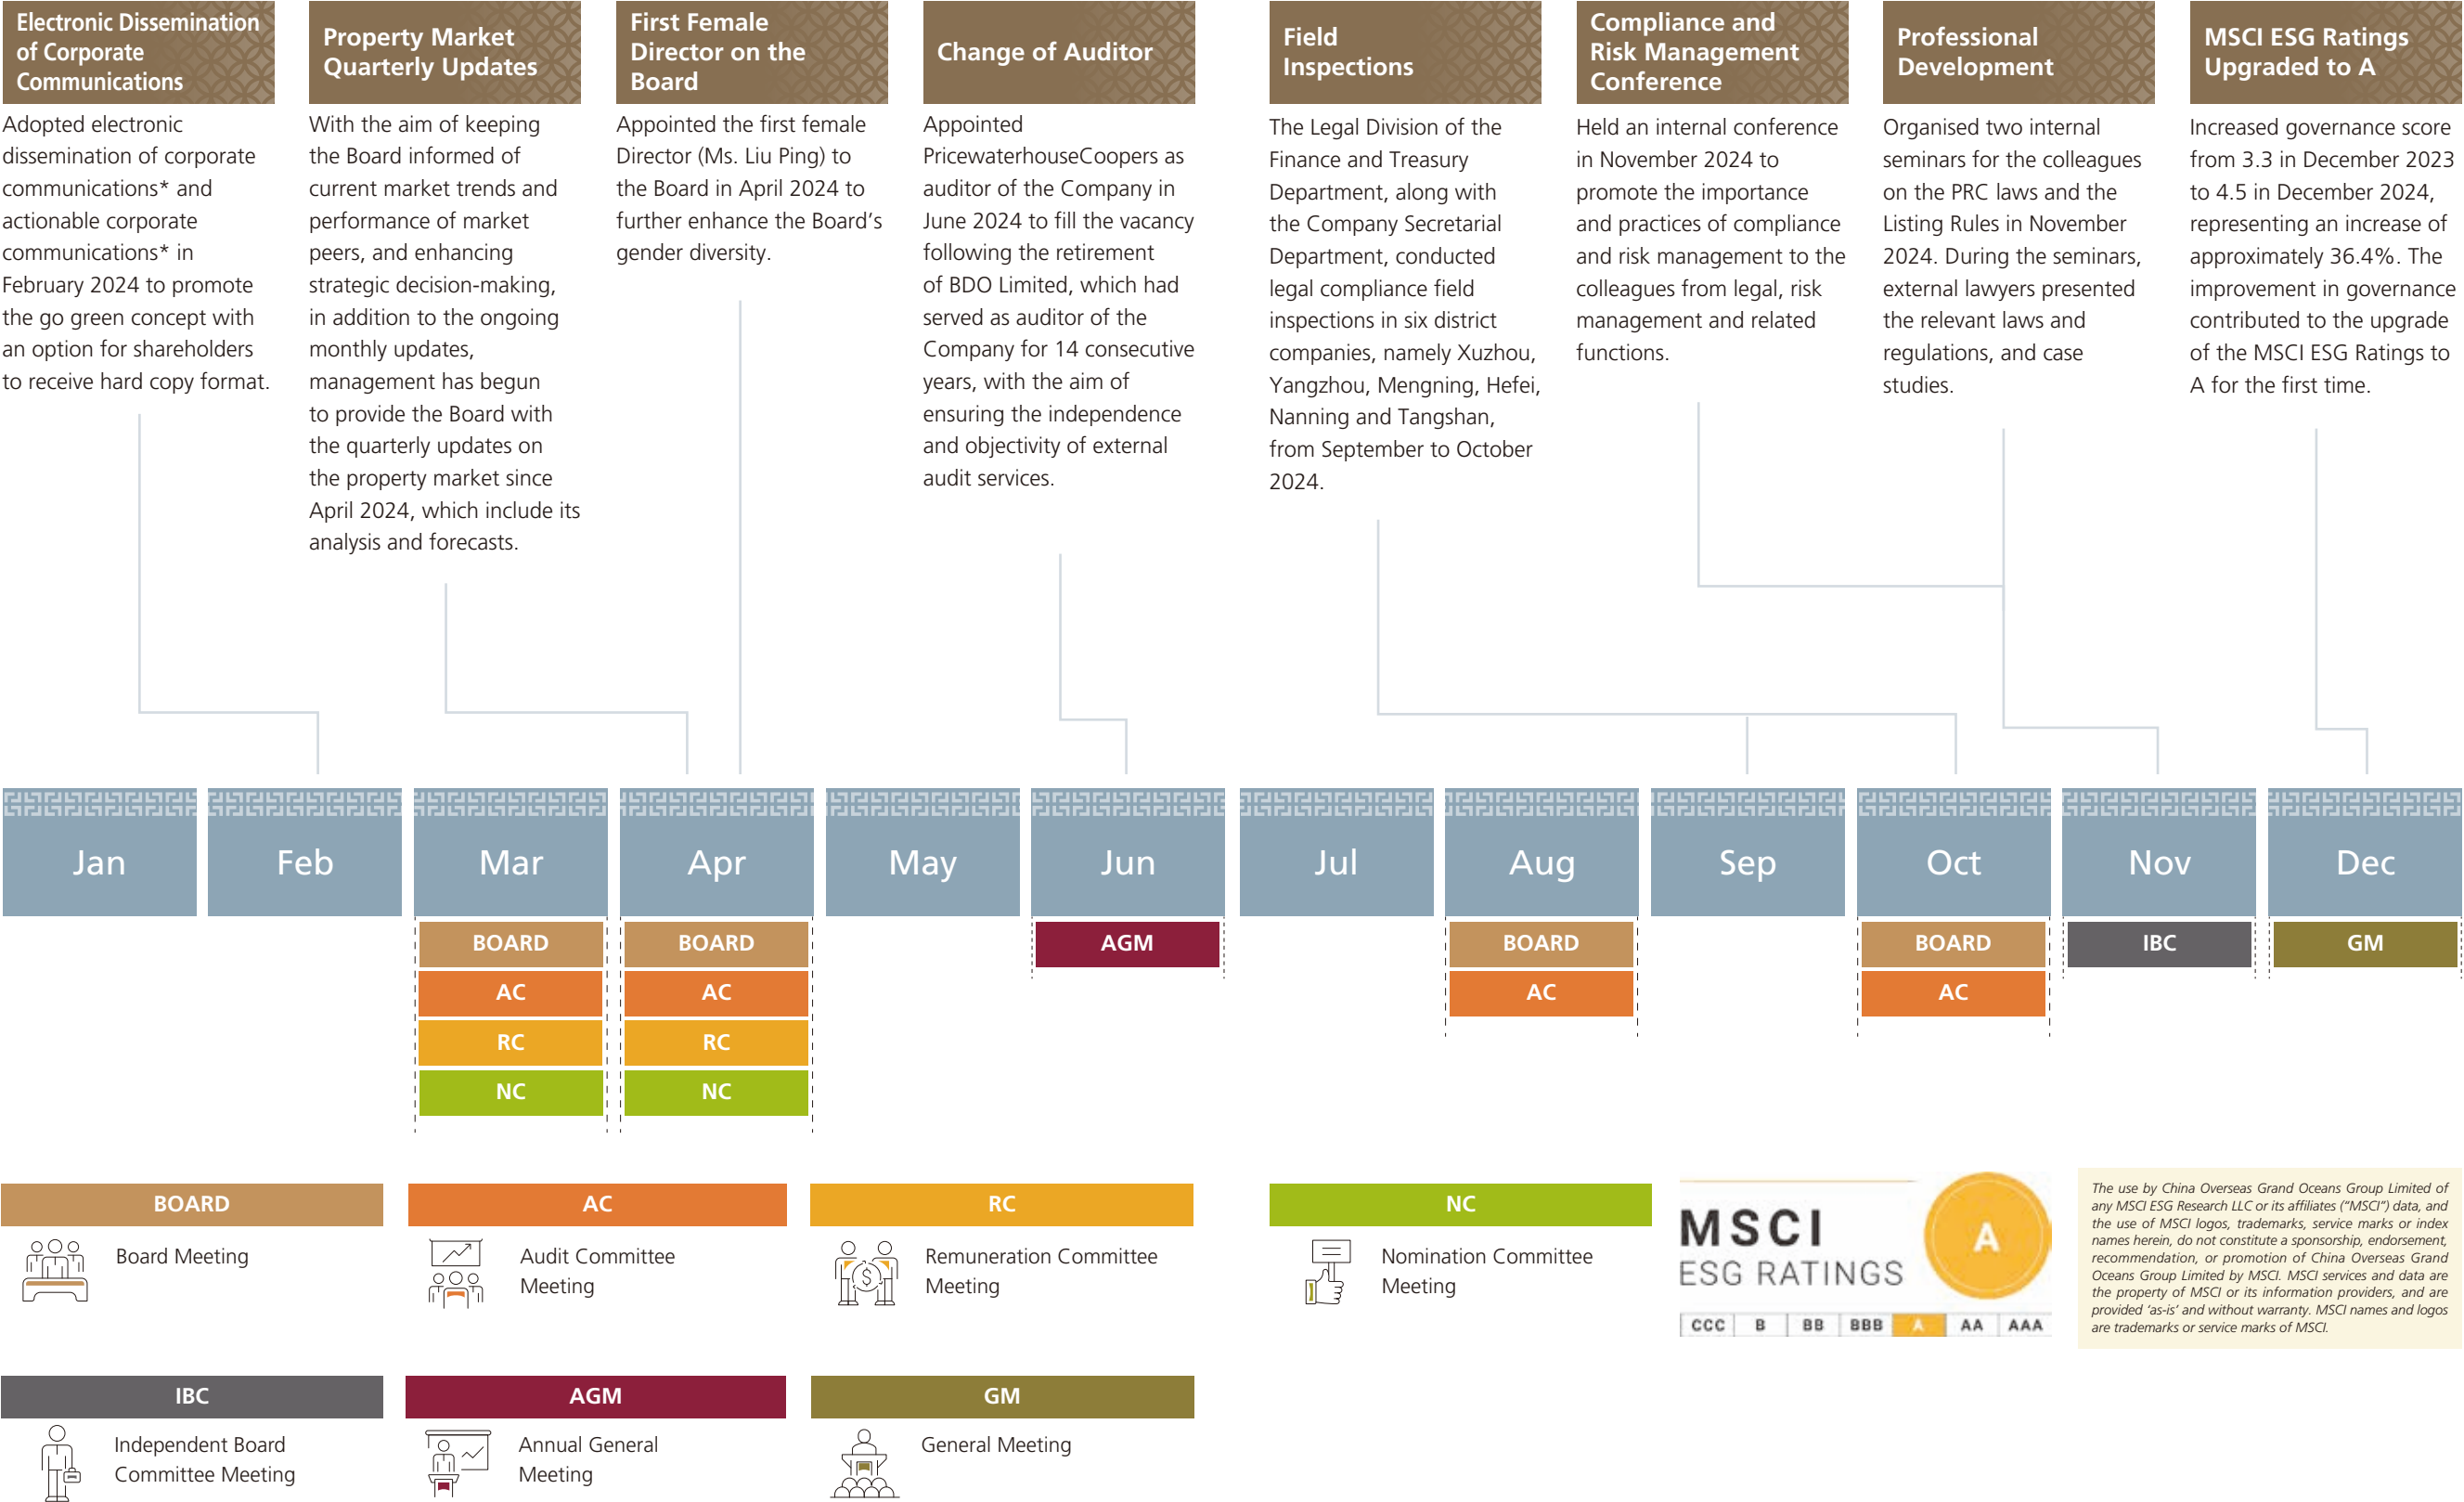 Electronic Dissemination
of Corporate
Communications
Adopted electronic
dissemination of corporate
communications* and
actionable corporate
communications* in
February 2024 to promote
the go green concept with
an option for shareholders
to receive hard copy format.
Property Market
Quarterly Updates
With the aim of keeping
the Board informed of
current market trends and
performance of market
peers, and enhancing
strategic decision-making,
in addition to the ongoing
monthly updates,
management has begun
to provide the Board with
the quarterly updates on
the property market since
April 2024, which include its
analysis and forecasts.
First Female
Director on the
Board
Appointed the first female
Director (Ms. Liu Ping) to
the Board in April 2024 to
further enhance the Board's
gender diversity.
Change of Auditor
Appointed
PricewaterhouseCoopers as
auditor of the Company in
June 2024 to fill the vacancy
following the retirement
of BDO Limited, which had
served as auditor of the
Company for 14 consecutive
years, with the aim of
ensuring the independence
and objectivity of external
audit services.
Field
Inspections
The Legal Division of the
Finance and Treasury
Department, along with
the Company Secretarial
Department, conducted
legal compliance field
inspections in six district
companies, namely Xuzhou,
Yangzhou, Mengning, Hefei,
Nanning and Tangshan,
from September to October
2024.
Compliance and
Risk Management
Conference
Held an internal conference
in November 2024 to
promote the importance
and practices of compliance
and risk management to the
colleagues from legal, risk
management and related
functions.
Professional
Development
Organised two internal
seminars for the colleagues
on the PRC laws and the
Listing Rules in November
2024. During the seminars,
external lawyers presented
the relevant laws and
regulations, and case
studies.
MSCI ESG Ratings
Upgraded to A
Increased governance score
from 3.3 in December 2023
to 4.5 in December 2024,
representing an increase of
approximately 36.4%. The
improvement in governance
contributed to the upgrade
of the MSCI ESG Ratings to
A for the first time.
Jan Feb Mar Apr May Jun Jul Aug Sep Oct Nov Dec
BOARD BOARD AGM BOARD BOARD IBC GM
AC AC AC AC
RC RC
NC NC
BOARD
Board Meeting
AC
Audit Committee
Meeting
RC
Remuneration Committee
Meeting
NC
Nomination Committee
Meeting
MSCI
ESG RATINGS
A
CCC B BB BBB A AA AAA
The use by China Overseas Grand Oceans Group Limited of
any MSCI ESG Research LLC or its affiliates ("MSCI") data, and
the use of MSCI logos, trademarks, service marks or index
names herein, do not constitute a sponsorship, endorsement,
recommendation, or promotion of China Overseas Grand
Oceans Group Limited by MSCI. MSCI services and data are
the property of MSCI or its information providers, and are
provided 'as-is' and without warranty. MSCI names and logos
are trademarks or service marks of MSCI.
IBC
Independent Board
Committee Meeting
AGM
Annual General
Meeting
GM
General Meeting